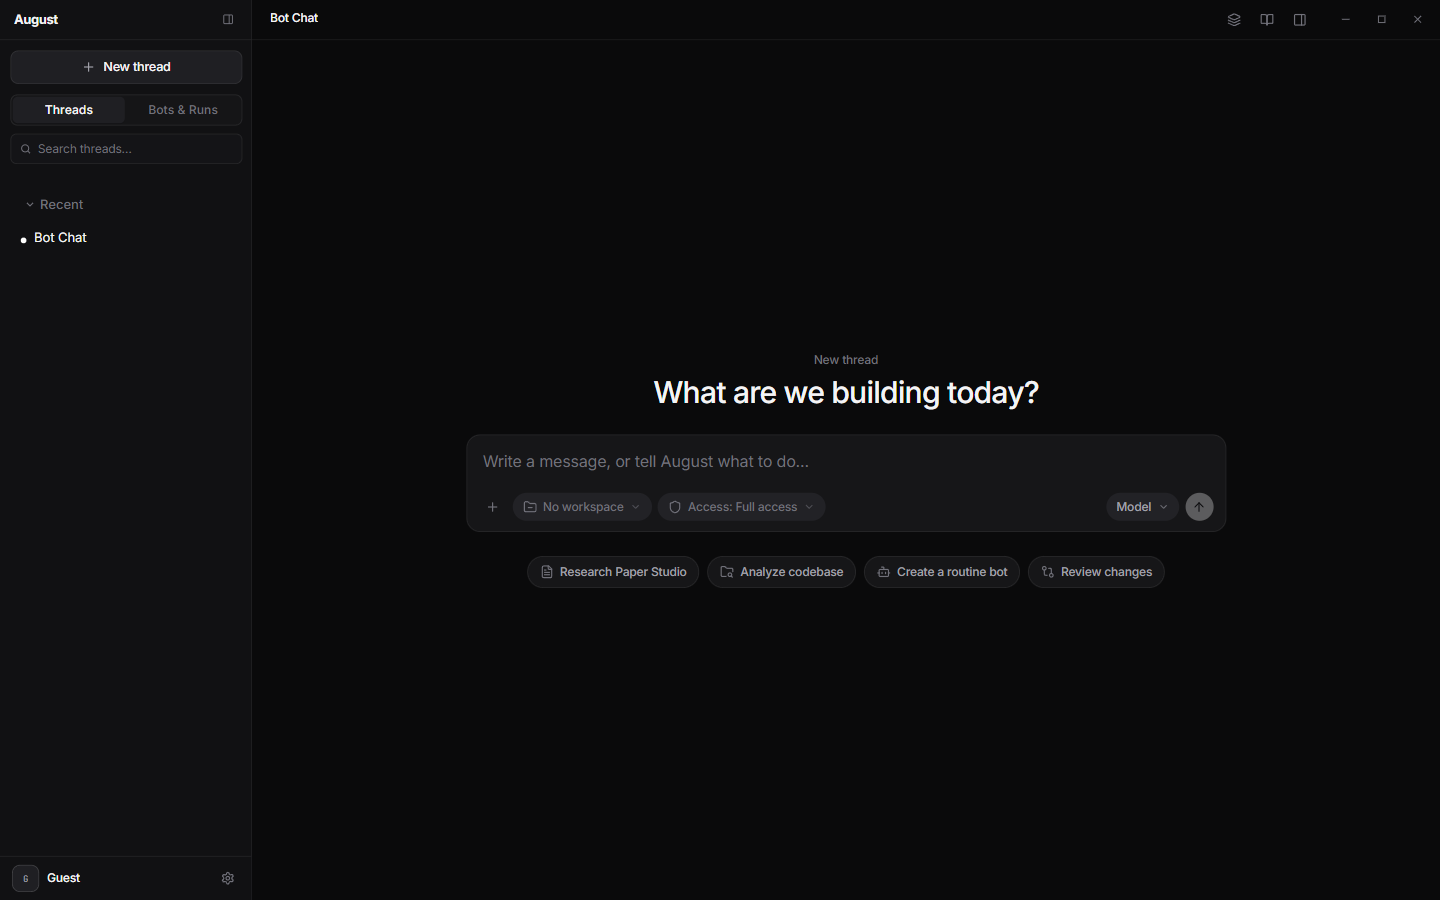 August
Bot Chat
New thread
Threads
Bots & Runs
Search threads...
Recent
Bot Chat
New thread
What are we building today?
Write a message, or tell August what to do...
No workspace
Access: Full access
Model
Research Paper Studio
Analyze codebase
Create a routine bot
Review changes
G
Guest